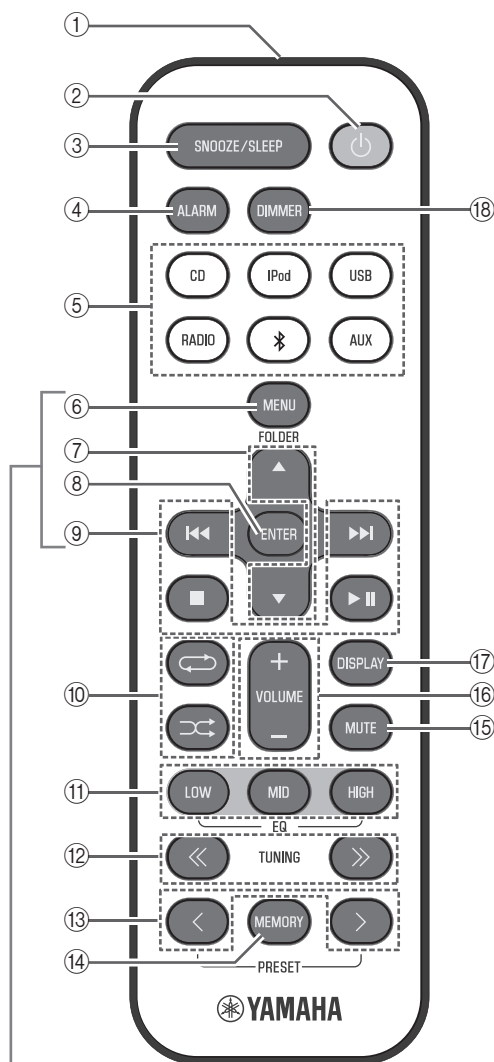 ①
②
③ SNOOZE/SLEEP
④ ALARM DIMMER ⑱
⑤ CD iPod USB
RADIO AUX
⑥ MENU
⑦ FOLDER
⑧ ENTER
⑨
⑩ VOLUME DISPLAY ⑰
⑯
MUTE ⑮
⑪ LOW MID HIGH
EQ
⑫ TUNING
⑬ MEMORY
⑭ PRESET
YAMAHA